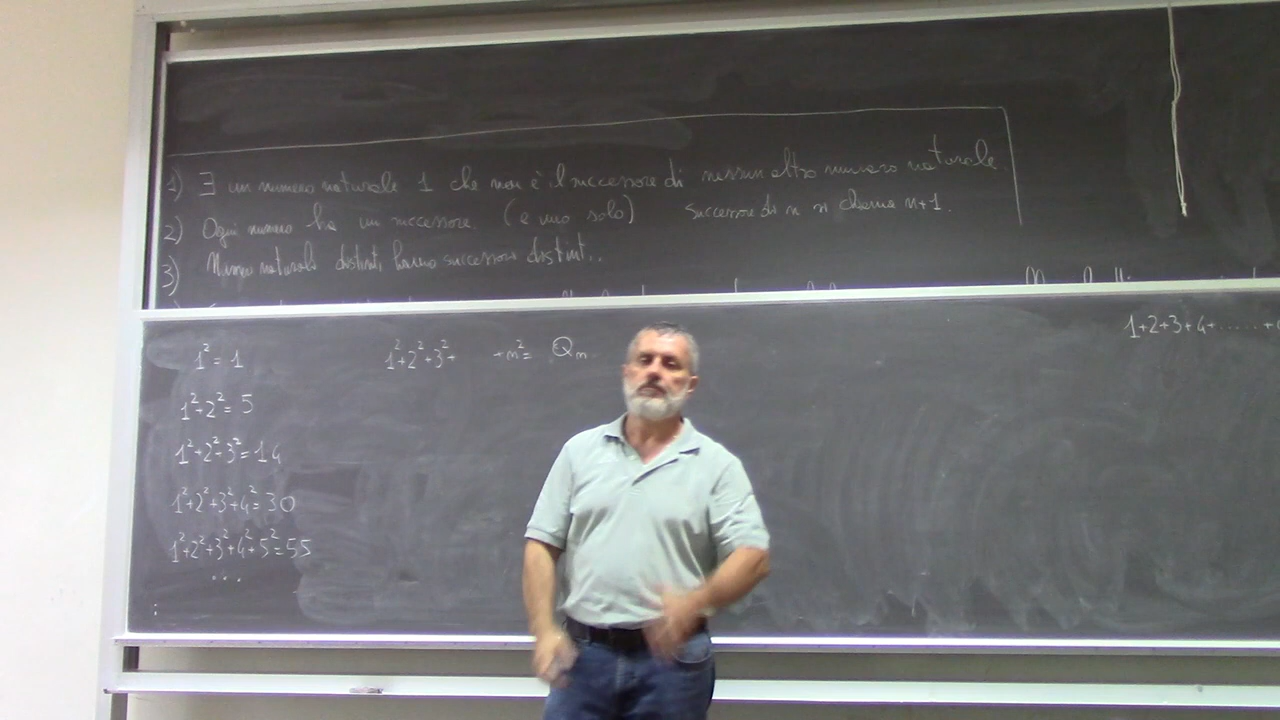 1) ∃ un numero naturale 1 che non è il successore di nessun altro numero naturale.
2) Ogni numero ha un successore. (e uno solo) successore di n si chiama n+1.
3) Numeri naturali distinti hanno successori distinti.
1+2+3+4+......+
1²=1
1²+2²+3²+ +n²= Qn
1²+2²=5
1²+2²+3²=14
1²+2²+3²+4²=30
1²+2²+3²+4²+5²=55
...